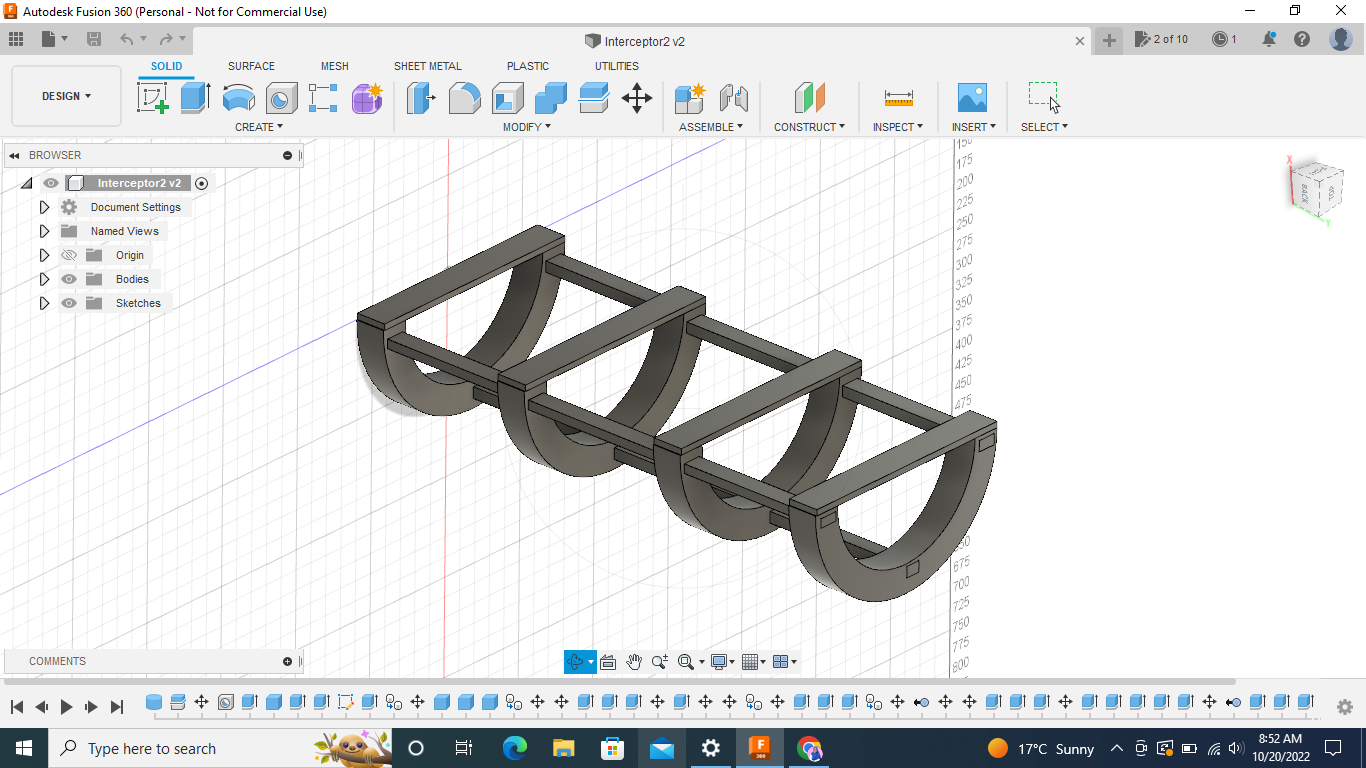 Autodesk Fusion 360 (Personal - Not for Commercial Use)
Interceptor2 v2
2 of 10
1
SOLID SURFACE MESH SHEET METAL PLASTIC UTILITIES
DESIGN
CREATE MODIFY ASSEMBLE CONSTRUCT INSPECT INSERT SELECT
BROWSER
Interceptor2 v2
Document Settings
Named Views
Origin
Bodies
Sketches
150
175
200
225
250
275
300
325
350
375
400
425
450
475
675
700
725
750
775
800
X
BACK
Y
COMMENTS
Type here to search
17°C Sunny
8:52 AM
10/20/2022